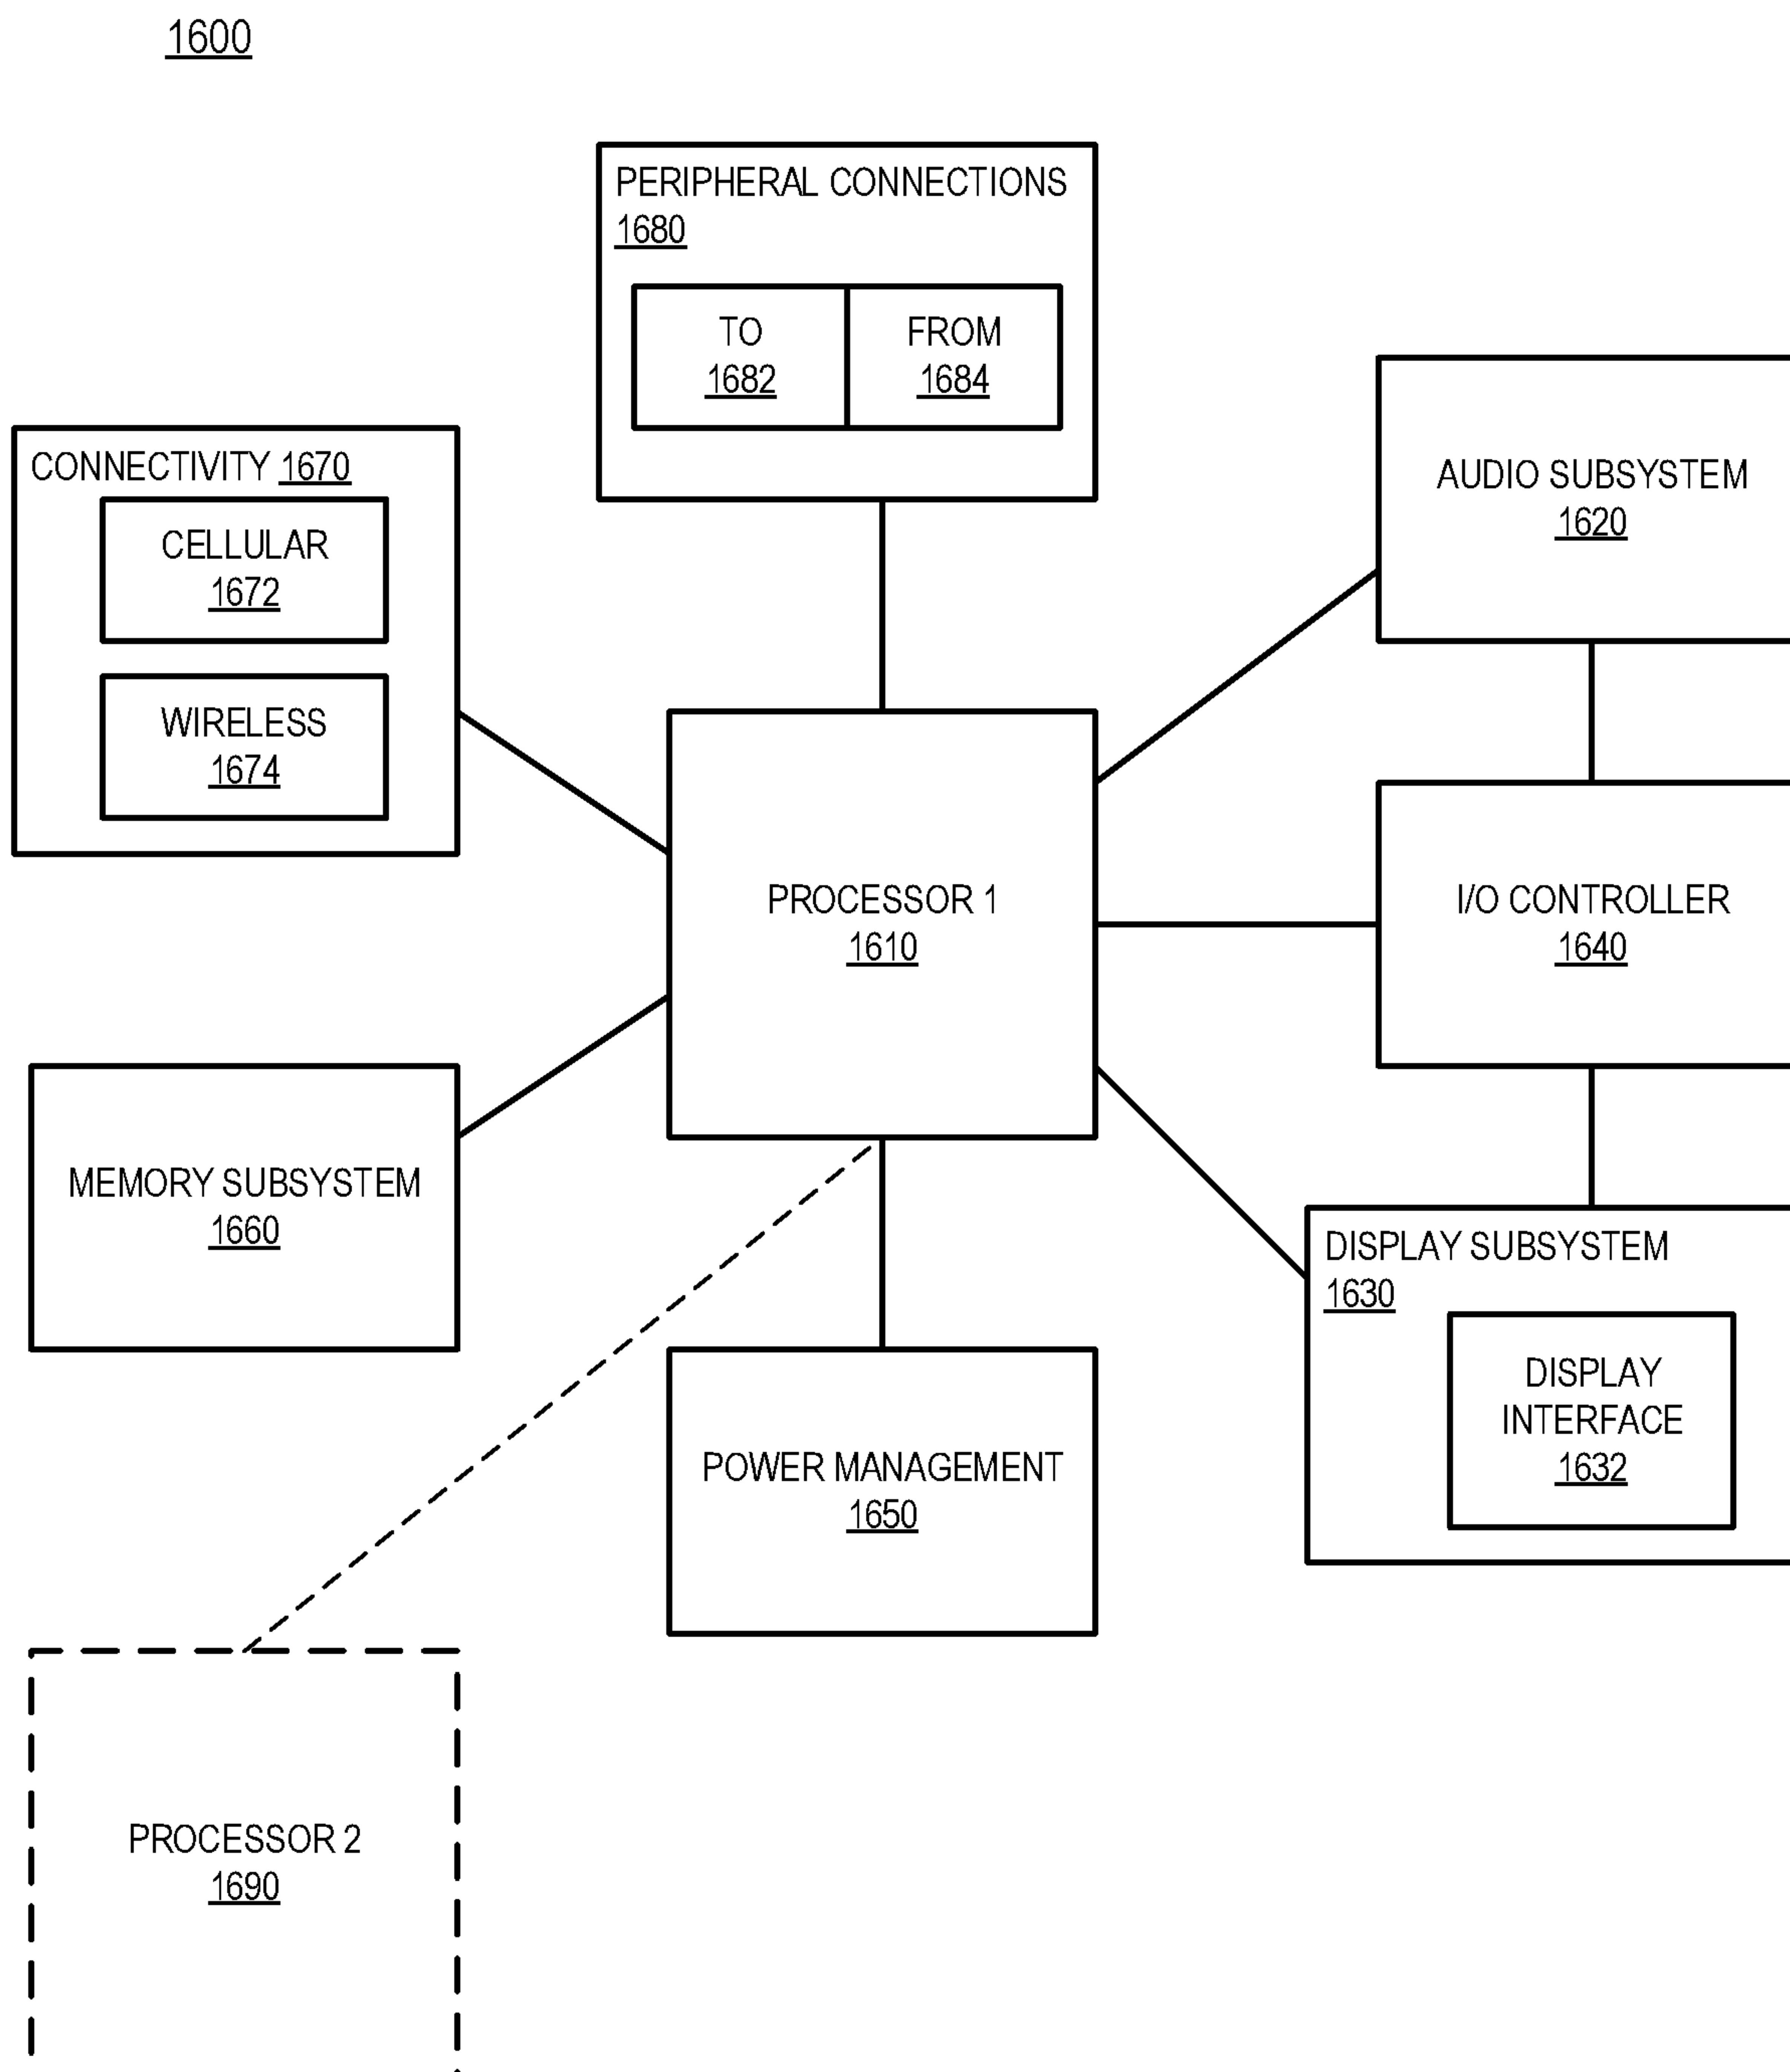 1600
PERIPHERAL CONNECTIONS
1680
TO
1682
FROM
1684
CONNECTIVITY 1670
CELLULAR
1672
WIRELESS
1674
AUDIO SUBSYSTEM
1620
PROCESSOR 1
1610
I/O CONTROLLER
1640
MEMORY SUBSYSTEM
1660
DISPLAY SUBSYSTEM
1630
DISPLAY
INTERFACE
1632
POWER MANAGEMENT
1650
PROCESSOR 2
1690